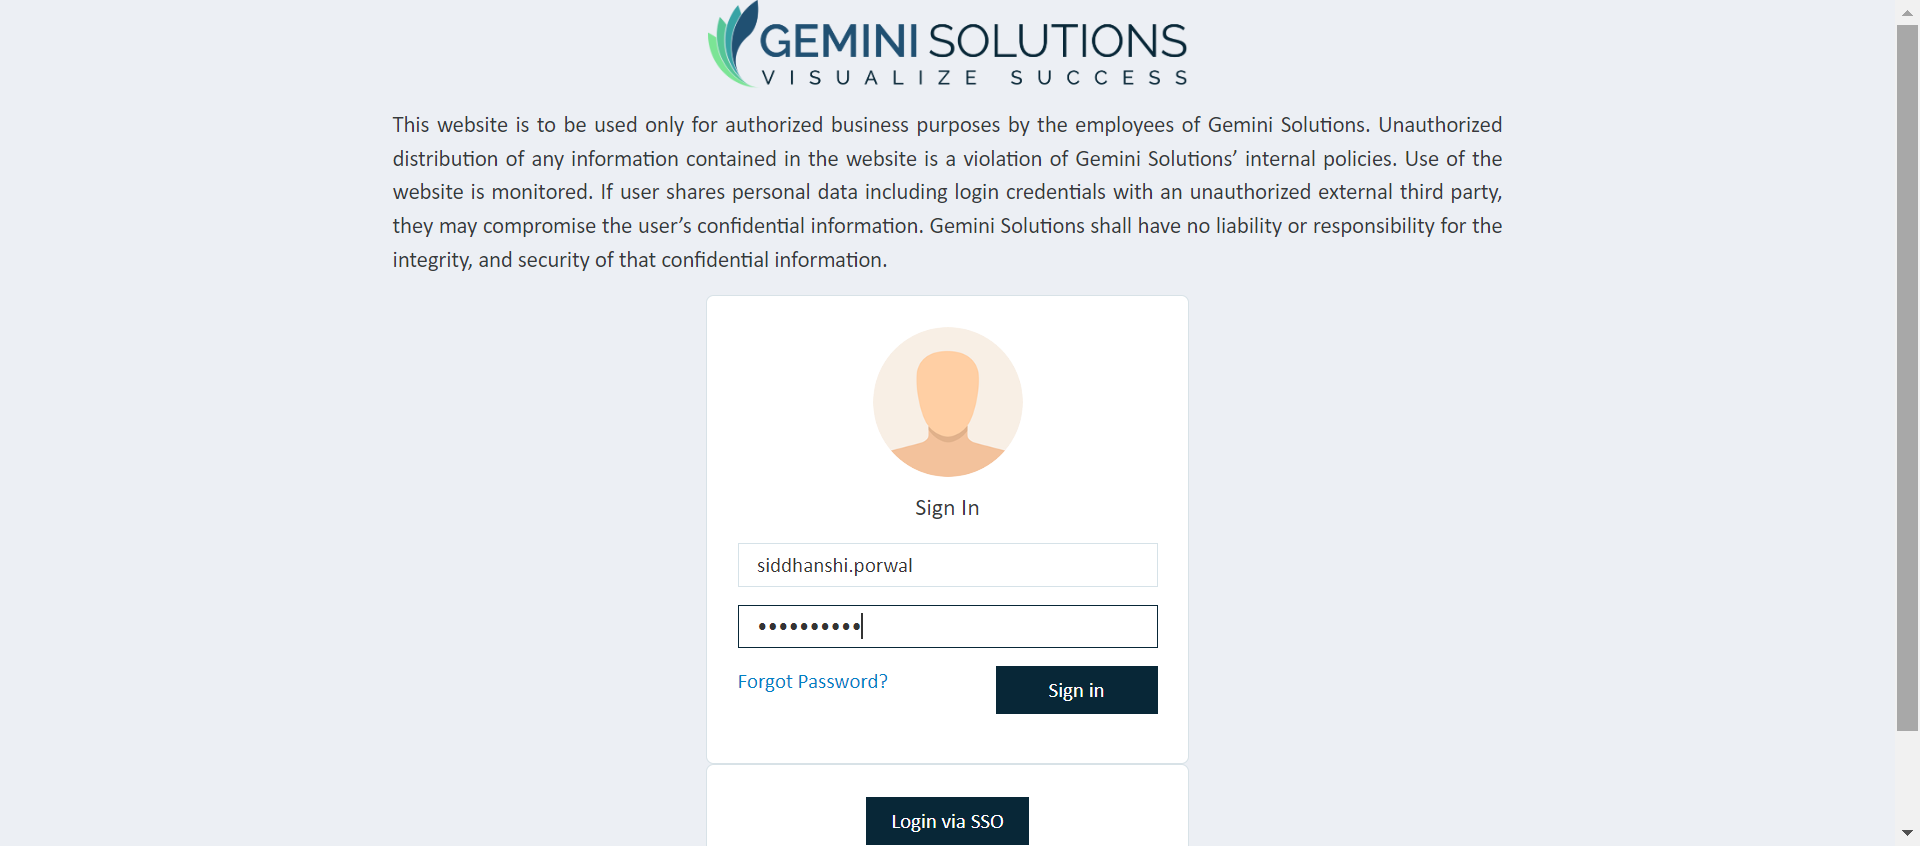 GEMINI SOLUTIONS
VISUALIZE SUCCESS
This website is to be used only for authorized business purposes by the employees of Gemini Solutions. Unauthorized
distribution of any information contained in the website is a violation of Gemini Solutions’ internal policies. Use of the
website is monitored. If user shares personal data including login credentials with an unauthorized external third party,
they may compromise the user’s confidential information. Gemini Solutions shall have no liability or responsibility for the
integrity, and security of that confidential information.
Sign In
siddhanshi.porwal
••••••••••
Forgot Password?
Sign in
Login via SSO